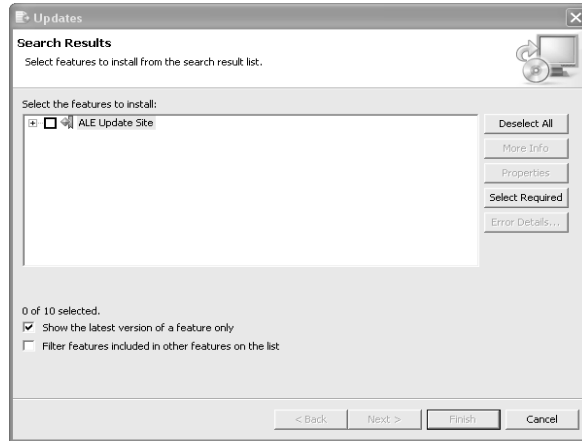 Updates
Search Results
Select features to install from the search result list.
Select the features to install:
ALE Update Site
Deselect All
More Info
Properties
Select Required
Error Details...
0 of 10 selected.
Show the latest version of a feature only
Filter features included in other features on the list
< Back
Next >
Finish
Cancel